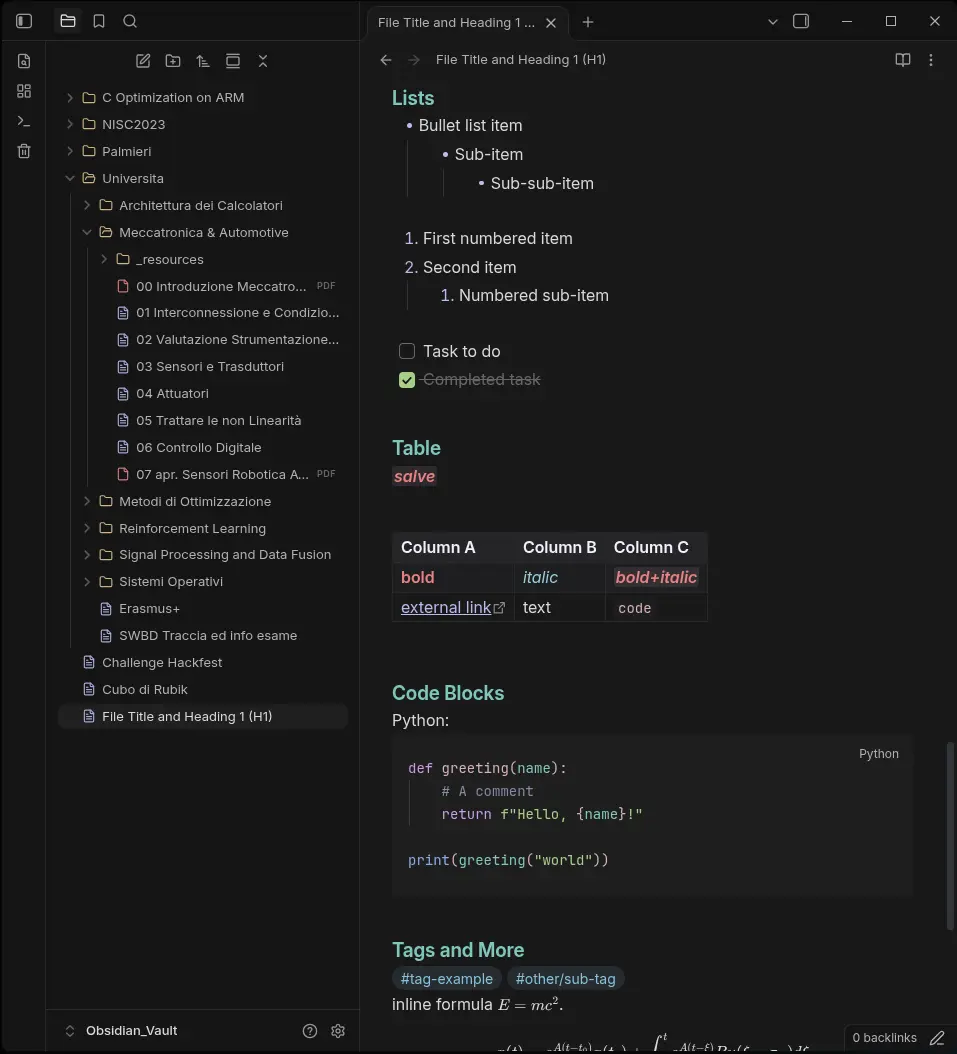 File Title and Heading 1 ...
File Title and Heading 1 (H1)
C Optimization on ARM
NISC2023
Palmieri
Universita
Architettura dei Calcolatori
Meccatronica & Automotive
_resources
00 Introduzione Meccatro... PDF
01 Interconnessione e Condizio...
02 Valutazione Strumentazione...
03 Sensori e Trasduttori
04 Attuatori
05 Trattare le non Linearità
06 Controllo Digitale
07 apr. Sensori Robotica A... PDF
Metodi di Ottimizzazione
Reinforcement Learning
Signal Processing and Data Fusion
Sistemi Operativi
Erasmus+
SWBD Traccia ed info esame
Challenge Hackfest
Cubo di Rubik
File Title and Heading 1 (H1)
Obsidian_Vault
Lists
• Bullet list item
• Sub-item
• Sub-sub-item
1. First numbered item
2. Second item
1. Numbered sub-item
Task to do
Completed task
Table
salve
Column A Column B Column C
bold italic bold+italic
external link text code
Code Blocks
Python:
Python
def greeting(name):
# A comment
return f"Hello, {name}!"
print(greeting("world"))
Tags and More
#tag-example #other/sub-tag
inline formula E = mc².
0 backlinks